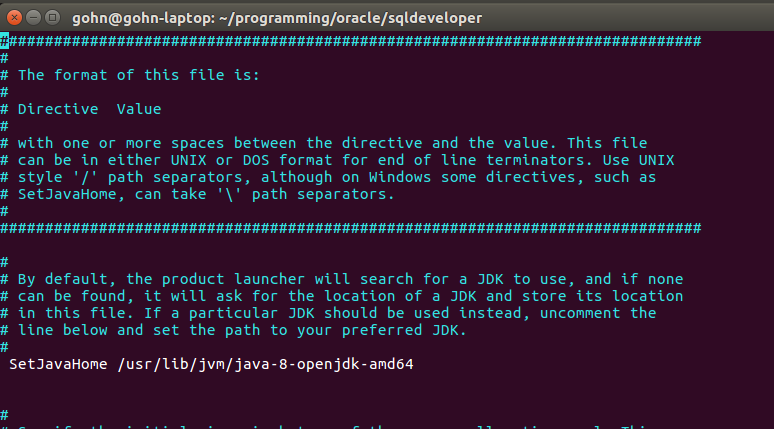 gohn@gohn-laptop: ~/programming/oracle/sqldeveloper
##############################################################################
#
# The format of this file is:
#
# Directive  Value
#
# with one or more spaces between the directive and the value. This file
# can be in either UNIX or DOS format for end of line terminators. Use UNIX
# style '/' path separators, although on Windows some directives, such as
# SetJavaHome, can take '\' path separators.
#
##############################################################################
#
# By default, the product launcher will search for a JDK to use, and if none
# can be found, it will ask for the location of a JDK and store its location
# in this file. If a particular JDK should be used instead, uncomment the
# line below and set the path to your preferred JDK.
#
SetJavaHome /usr/lib/jvm/java-8-openjdk-amd64
#